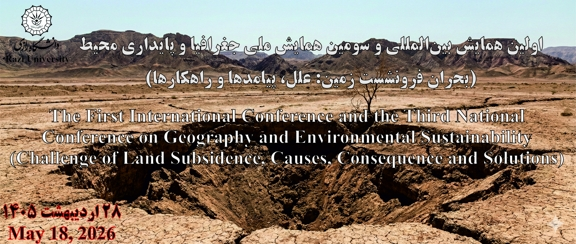 دانشگاه رازی
Razi University
اولین همایش بین‌المللی و سومین همایش ملی جغرافیا و پایداری محیط
(بحران فرونشست زمین: علل، پیامدها و راهکارها)
The First International Conference and the Third National
Conference on Geography and Environmental Sustainability
(Challenge of Land Subsidence, Causes, Consequence and Solutions)
۲۸ اردیبهشت ۱۴۰۵
May 18, 2026